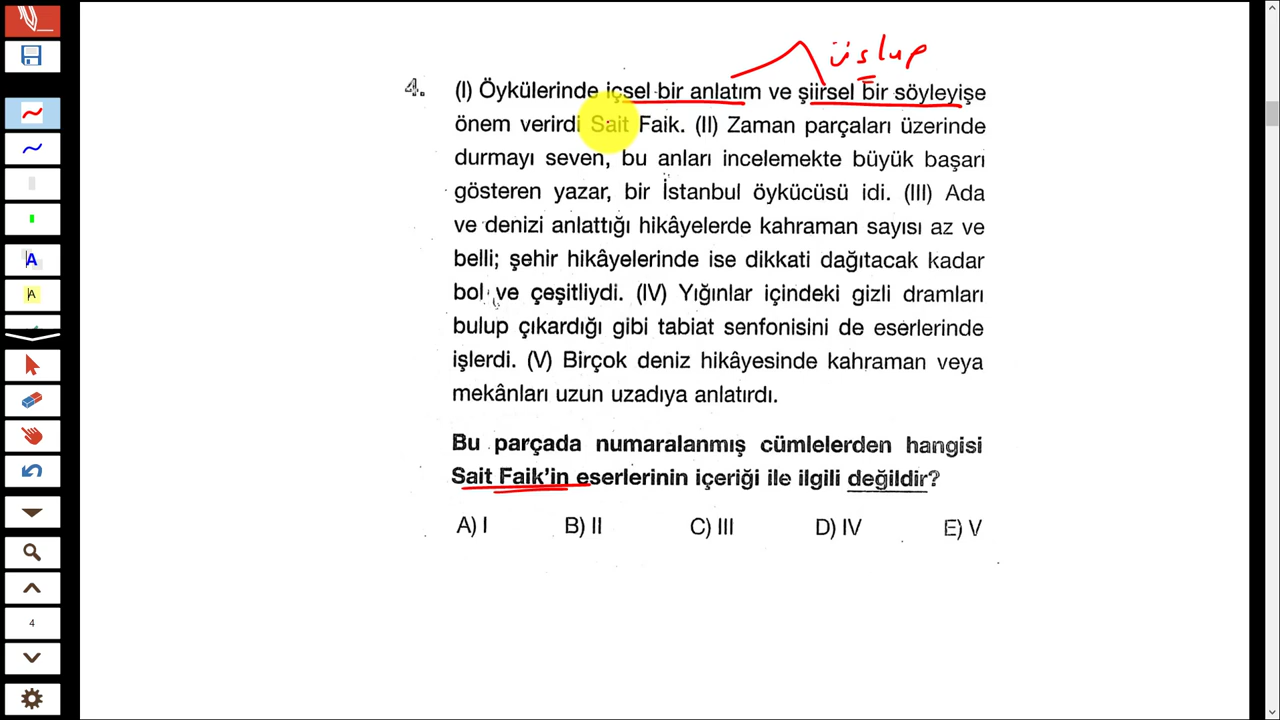 üslup
4. (I) Öykülerinde içsel bir anlatım ve şiirsel bir söyleyişe
önem verirdi Sait Faik. (II) Zaman parçaları üzerinde
durmayı seven, bu anları incelemekte büyük başarı
gösteren yazar, bir İstanbul öykücüsü idi. (III) Ada
ve denizi anlattığı hikâyelerde kahraman sayısı az ve
belli; şehir hikâyelerinde ise dikkati dağıtacak kadar
bol ve çeşitliydi. (IV) Yığınlar içindeki gizli dramları
bulup çıkardığı gibi tabiat senfonisini de eserlerinde
işlerdi. (V) Birçok deniz hikâyesinde kahraman veya
mekânları uzun uzadıya anlatırdı.
Bu parçada numaralanmış cümlelerden hangisi
Sait Faik'in eserlerinin içeriği ile ilgili değildir?
A) I B) II C) III D) IV E) V
A
A
4